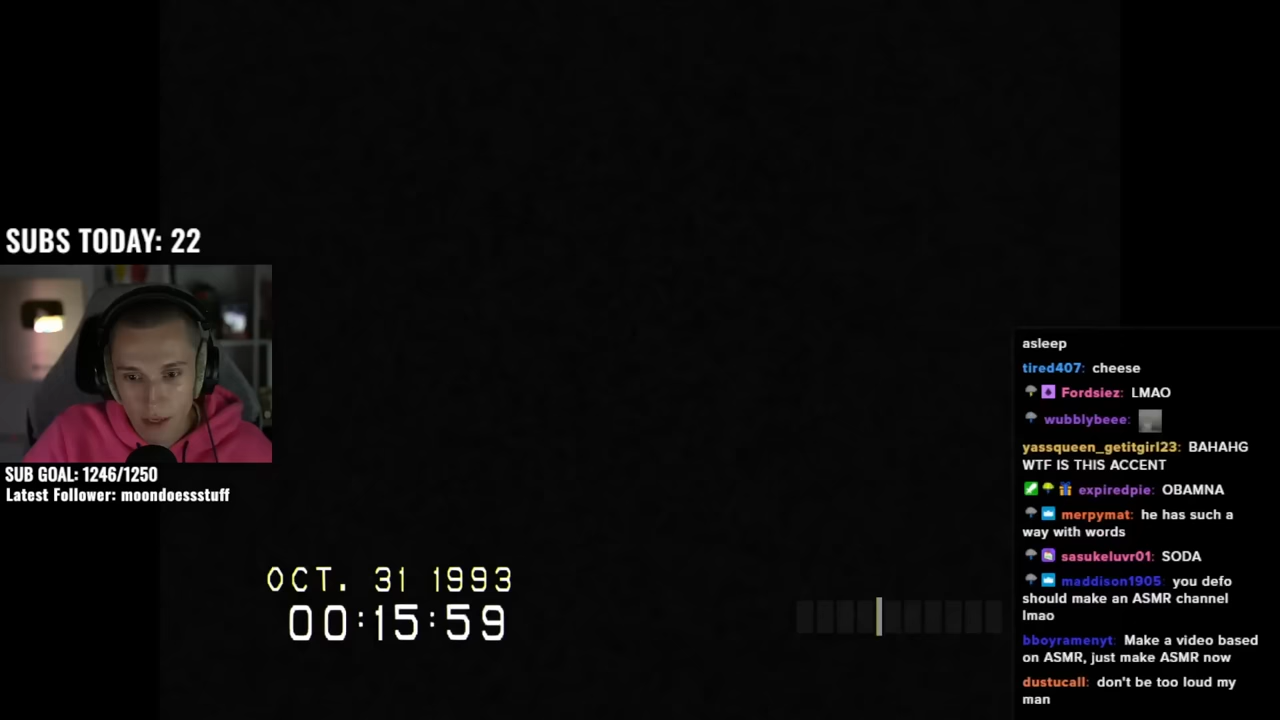 SUBS TODAY: 22
SUB GOAL: 1246/1250
Latest Follower: moondoessstuff
OCT. 31 1993
00:15:59
asleep
tired407: cheese
Fordsiez: LMAO
wubblybeee:
yassqueen_getitgirl23: BAHAHG
WTF IS THIS ACCENT
expiredpie: OBAMNA
merpymat: he has such a
way with words
sasukeluvr01: SODA
maddison1905: you defo
should make an ASMR channel
lmao
bboyramenyt: Make a video based
on ASMR, just make ASMR now
dustucall: don't be too loud my
man